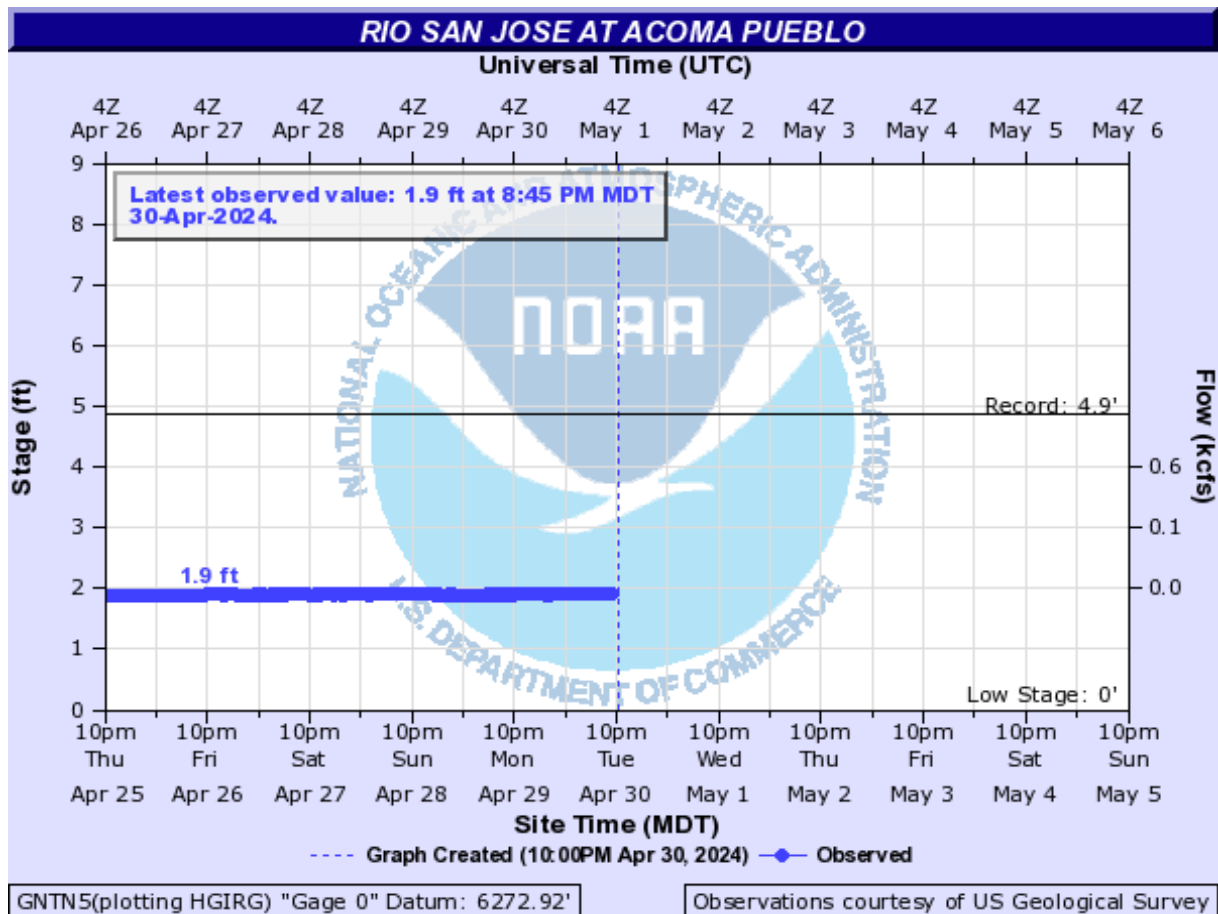 RIO SAN JOSE AT ACOMA PUEBLO
Universal Time (UTC)
4Z 4Z 4Z 4Z 4Z 4Z 4Z 4Z 4Z 4Z 4Z
Apr 26 Apr 27 Apr 28 Apr 29 Apr 30 May 1 May 2 May 3 May 4 May 5 May 6
Latest observed value: 1.9 ft at 8:45 PM MDT
30-Apr-2024.
NATIONAL OCEANIC AND ATMOSPHERIC ADMINISTRATION
NOAA
U.S. DEPARTMENT OF COMMERCE
Stage (ft)
9
8
7
6
5
4
3
2
1
0
Record: 4.9'
Flow (kcfs)
0.6
0.1
0.0
1.9 ft
Low Stage: 0'
10pm 10pm 10pm 10pm 10pm 10pm 10pm 10pm 10pm 10pm 10pm
Thu Fri Sat Sun Mon Tue Wed Thu Fri Sat Sun
Apr 25 Apr 26 Apr 27 Apr 28 Apr 29 Apr 30 May 1 May 2 May 3 May 4 May 5
Site Time (MDT)
Graph Created (10:00PM Apr 30, 2024) Observed
GNTN5(plotting HGIRG) "Gage 0" Datum: 6272.92'
Observations courtesy of US Geological Survey